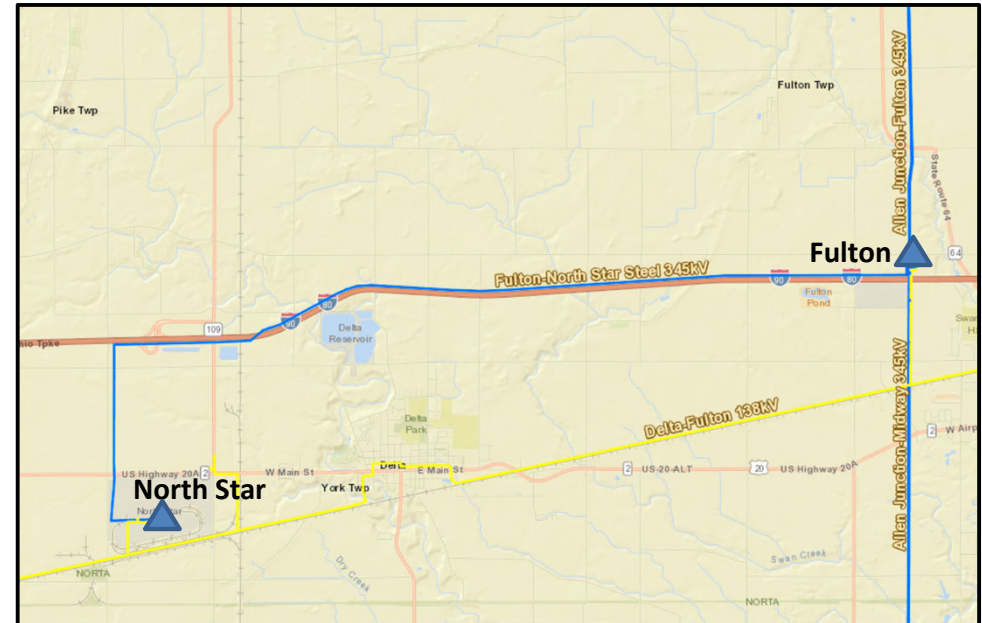 Pike Twp
Fulton Twp
Allen Junction-Fulton 345kV
State Route 64
64
Fulton
Fulton-North Star Steel 345kV
90
80
Fulton
Pond
80
90
109
hio Tpke
Delta
Reservoir
Swan
Allen Junction-Midway 345kV
Delta-Fulton 138kV
Delta
Park
2
W Airp
US Highway 20A
2
W Main St
Delta
E Main St
2
US-20-ALT
20
US Highway 20A
York Twp
North Star
Dry Creek
Swan Creek
NORTA
NORTA